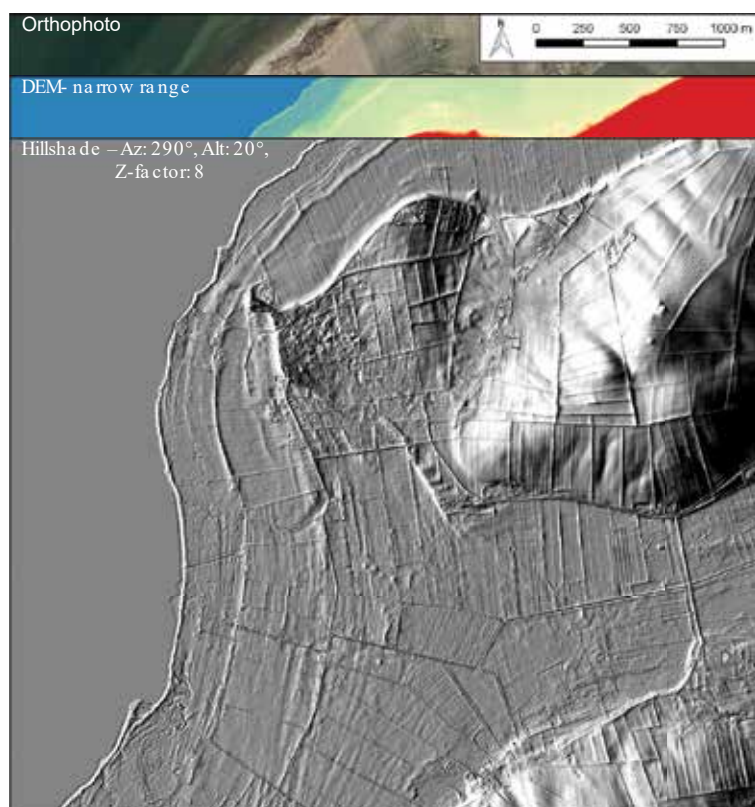 Orthophoto
N
0 250 500 750 1000 m
DEM- narrow range
Hillshade – Az: 290°, Alt: 20°,
Z-factor: 8